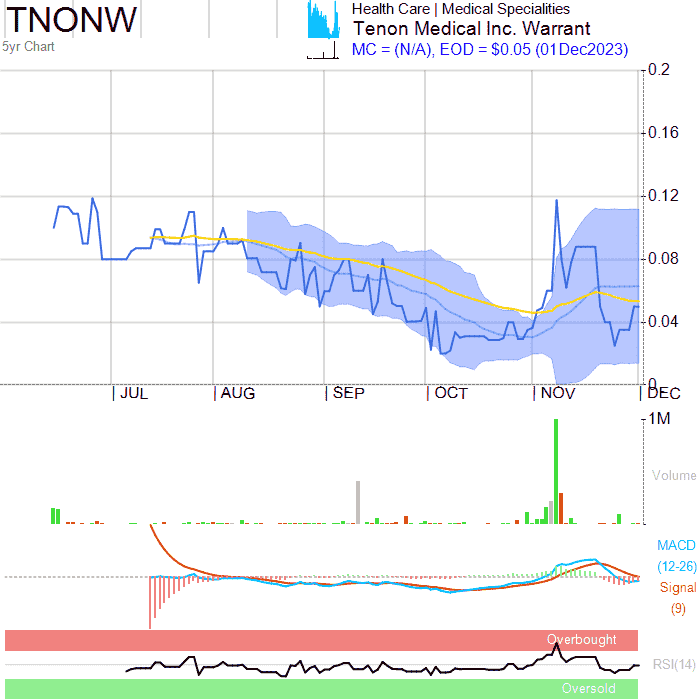 TNONW
5yr Chart
Health Care | Medical Specialities
Tenon Medical Inc. Warrant
MC = (N/A), EOD = $0.05 (01Dec2023)
0.2
0.16
0.12
0.08
0.04
0
JUL AUG SEP OCT NOV DEC
1M
Volume
MACD
(12-26)
Signal
(9)
Overbought
RSI(14)
Oversold